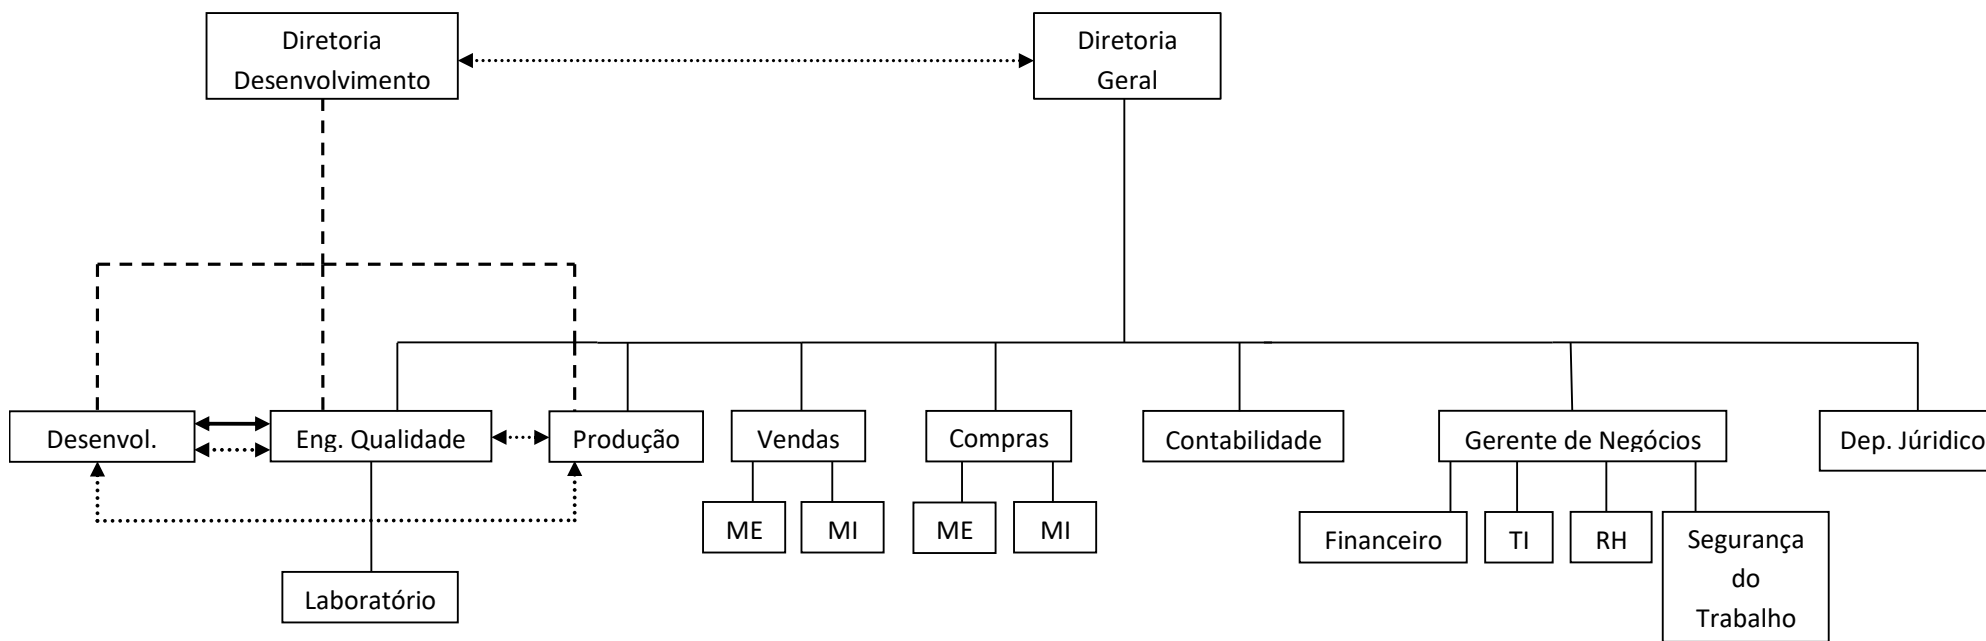 Diretoria
Desenvolvimento
Diretoria
Geral
Desenvol.
Eng. Qualidade
Produção
Vendas
Compras
Contabilidade
Gerente de Negócios
Dep. Júridico
ME
MI
ME
MI
Financeiro
TI
RH
Segurança
do
Trabalho
Laboratório